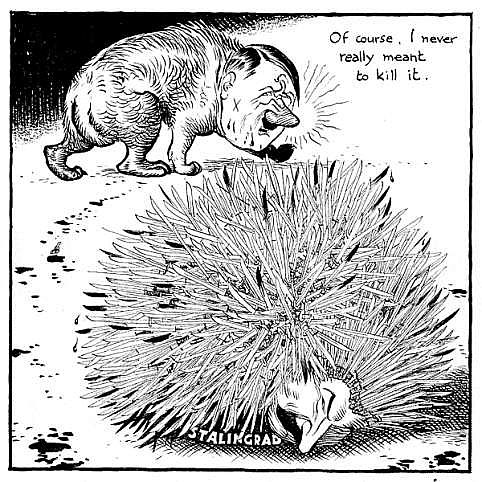 Of course, I never
really meant
to kill it.
STALINGRAD